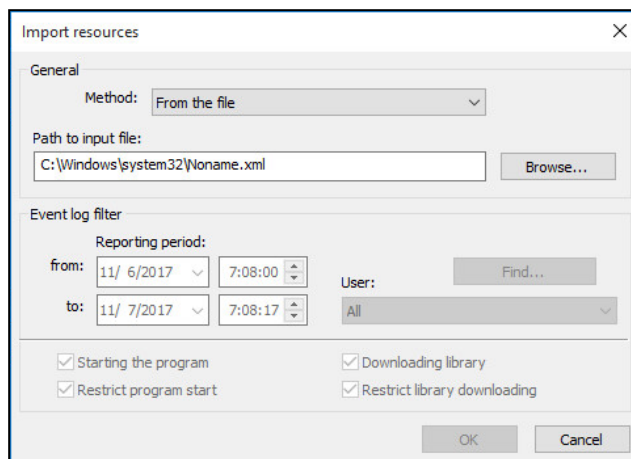 Import resources
General
Method: From the file
Path to input file:
C:\Windows\system32\Noname.xml Browse...
Event log filter
Reporting period:
from: 11/ 6/2017 7:08:00 Find...
User:
to: 11/ 7/2017 7:08:17 All
Starting the program Downloading library
Restrict program start Restrict library downloading
OK Cancel